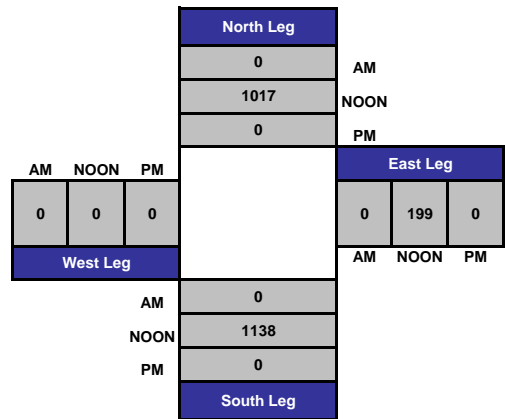 North Leg
0 AM
1017 NOON
0 PM
AM NOON PM East Leg
0 0 0 0 199 0
West Leg AM NOON PM
AM 0
NOON 1138
PM 0
South Leg